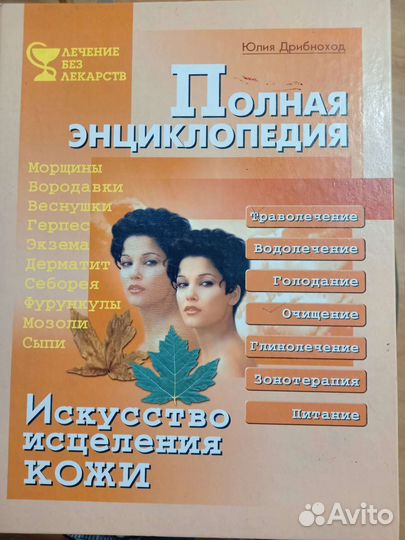 ЛЕЧЕНИЕ
БЕЗ
ЛЕКАРСТВ
Юлия Дрибноход
ПОЛНАЯ
ЭНЦИКЛОПЕДИЯ
Морщины
Бородавки
Веснушки
Герпес
Экзема
Дерматит
Себорея
Фурункулы
Мозоли
Сыпи
Траволечение
Водолечение
Голодание
Очищение
Глинолечение
Зонотерапия
Питание
ИСКУССТВО
ИСЦЕЛЕНИЯ
КОЖИ
Avito